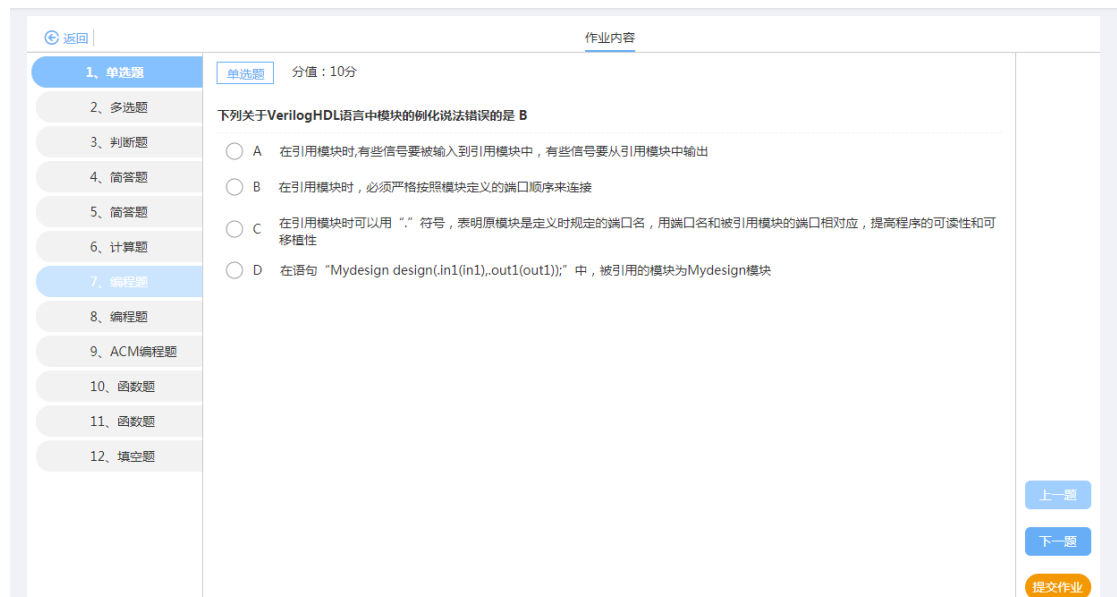 返回
作业内容
1、单选题
2、多选题
3、判断题
4、简答题
5、简答题
6、计算题
7、编程题
8、编程题
9、ACM编程题
10、函数题
11、函数题
12、填空题
单选题 分值：10分
下列关于VerilogHDL语言中模块的例化说法错误的是 B
A 在引用模块时,有些信号要被输入到引用模块中，有些信号要从引用模块中输出
B 在引用模块时，必须严格按照模块定义的端口顺序来连接
C 在引用模块时可以用“.”符号，表明原模块是定义时规定的端口名，用端口名和被引用模块的端口相对应，提高程序的可读性和可
移植性
D 在语句“Mydesign design(.in1(in1),.out1(out1));”中，被引用的模块为Mydesign模块
上一题
下一题
提交作业